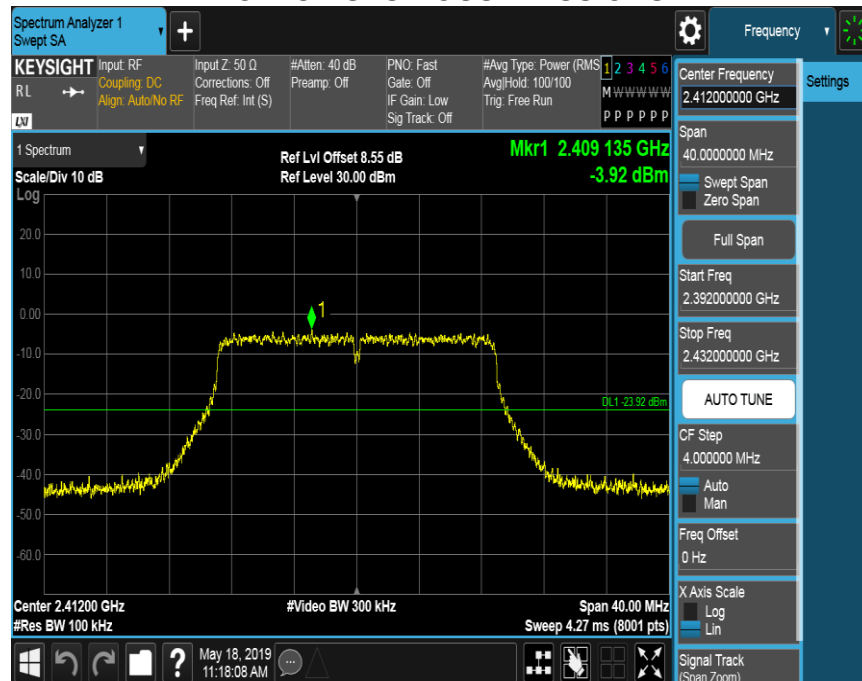 Spectrum Analyzer 1
Swept SA
+
Frequency
KEYSIGHT
RL
LXI
Input: RF
Coupling: DC
Align: Auto/No RF
Input Z: 50 Ω
Corrections: Off
Freq Ref: Int (S)
#Atten: 40 dB
Preamp: Off
PNO: Fast
Gate: Off
IF Gain: Low
Sig Track: Off
#Avg Type: Power (RMS
Avg|Hold: 100/100
Trig: Free Run
1 2 3 4 5 6
M W W W W W
P P P P P P
Center Frequency
2.412000000 GHz
Settings
Span
40.0000000 MHz
Swept Span
Zero Span
Full Span
Start Freq
2.392000000 GHz
Stop Freq
2.432000000 GHz
AUTO TUNE
CF Step
4.000000 MHz
Auto
Man
Freq Offset
0 Hz
X Axis Scale
Log
Lin
Signal Track
(Span Zoom)
1 Spectrum
Scale/Div 10 dB
Log
Ref Lvl Offset 8.55 dB
Ref Level 30.00 dBm
Mkr1 2.409 135 GHz
-3.92 dBm
20.0
10.0
0.00
-10.0
-20.0
-30.0
-40.0
-50.0
-60.0
1
DL1 -23.92 dBm
Center 2.41200 GHz
#Res BW 100 kHz
#Video BW 300 kHz
Span 40.00 MHz
Sweep 4.27 ms (8001 pts)
?
May 18, 2019
11:18:08 AM